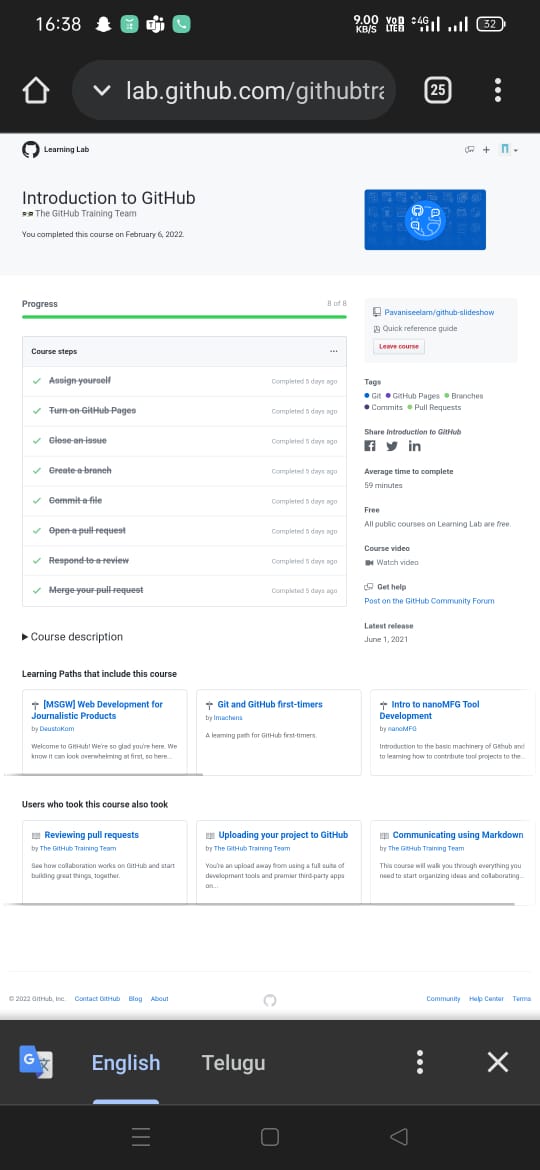 16:38
9.00 KB/S
VoD LTE2
4G
32
lab.github.com/githubtra
25
Learning Lab
Introduction to GitHub
The GitHub Training Team
You completed this course on February 6, 2022.
Progress
8 of 8
Course steps
Assign yourself
Completed 5 days ago
Turn on GitHub Pages
Completed 5 days ago
Close an issue
Completed 5 days ago
Create a branch
Completed 5 days ago
Commit a file
Completed 5 days ago
Open a pull request
Completed 5 days ago
Respond to a review
Completed 5 days ago
Merge your pull request
Completed 5 days ago
Pavaniseelam/github-slideshow
Quick reference guide
Leave course
Tags
Git GitHub Pages Branches
Commits Pull Requests
Share Introduction to GitHub
Average time to complete
59 minutes
Free
All public courses on Learning Lab are free.
Course video
Watch video
Get help
Post on the GitHub Community Forum
Latest release
June 1, 2021
Course description
Learning Paths that include this course
[MSGW] Web Development for
Journalistic Products
by DeustoKom
Welcome to GitHub! We're so glad you're here. We
know it can look overwhelming at first, so here...
Git and GitHub first-timers
by lmachens
A learning path for GitHub first-timers.
Intro to nanoMFG Tool
Development
by nanoMFG
Introduction to the basic machinery of Github and
to learning how to contribute tool projects to the...
Users who took this course also took
Reviewing pull requests
by The GitHub Training Team
See how collaboration works on GitHub and start
building great things, together.
Uploading your project to GitHub
by The GitHub Training Team
You're an upload away from using a full suite of
development tools and premier third-party apps
on...
Communicating using Markdown
by The GitHub Training Team
This course will walk you through everything you
need to start organizing ideas and collaborating...
© 2022 GitHub, Inc. Contact GitHub Blog About
Community Help Center Terms
English Telugu